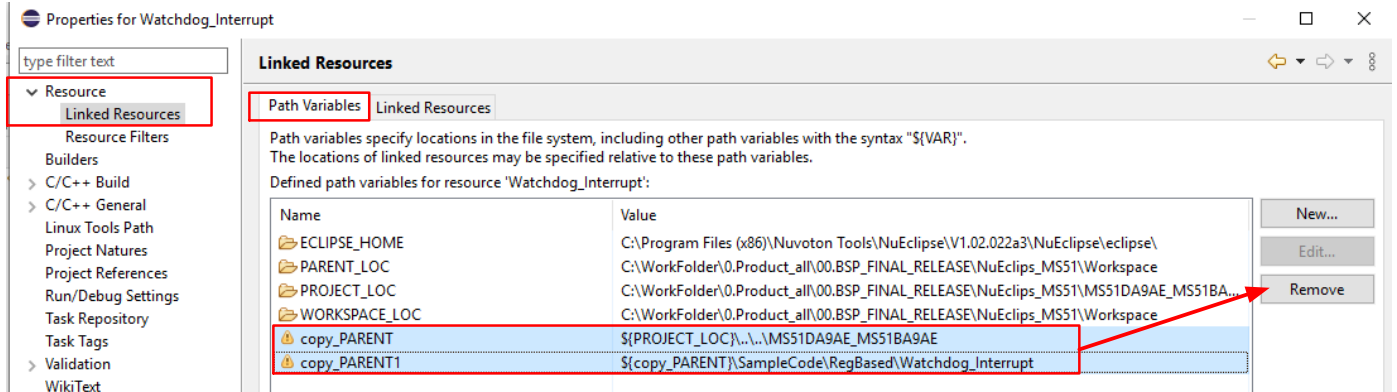 Properties for Watchdog_Interrupt
type filter text
Resource
Linked Resources
Resource Filters
Builders
C/C++ Build
C/C++ General
Linux Tools Path
Project Natures
Project References
Run/Debug Settings
Task Repository
Task Tags
Validation
WikiText
Linked Resources
Path Variables Linked Resources
Path variables specify locations in the file system, including other path variables with the syntax "${VAR}".
The locations of linked resources may be specified relative to these path variables.
Defined path variables for resource 'Watchdog_Interrupt':
Name Value
ECLIPSE_HOME C:\Program Files (x86)\Nuvoton Tools\NuEclipse\V1.02.022a3\NuEclipse\eclipse\
PARENT_LOC C:\WorkFolder\0.Product_all\00.BSP_FINAL_RELEASE\NuEclips_MS51\Workspace
PROJECT_LOC C:\WorkFolder\0.Product_all\00.BSP_FINAL_RELEASE\NuEclips_MS51\MS51DA9AE_MS51BA...
WORKSPACE_LOC C:\WorkFolder\0.Product_all\00.BSP_FINAL_RELEASE\NuEclips_MS51\Workspace
copy_PARENT ${PROJECT_LOC}\..\..\MS51DA9AE_MS51BA9AE
copy_PARENT1 ${copy_PARENT}\SampleCode\RegBased\Watchdog_Interrupt
New...
Edit...
Remove